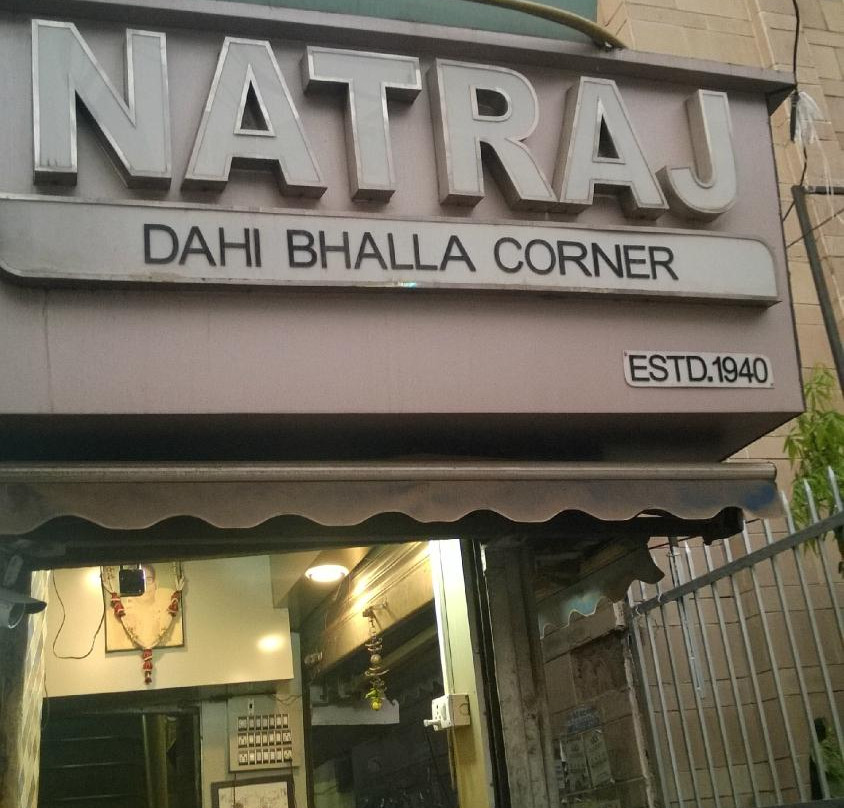 NATRAJ
DAHI BHALLA CORNER
ESTD.1940